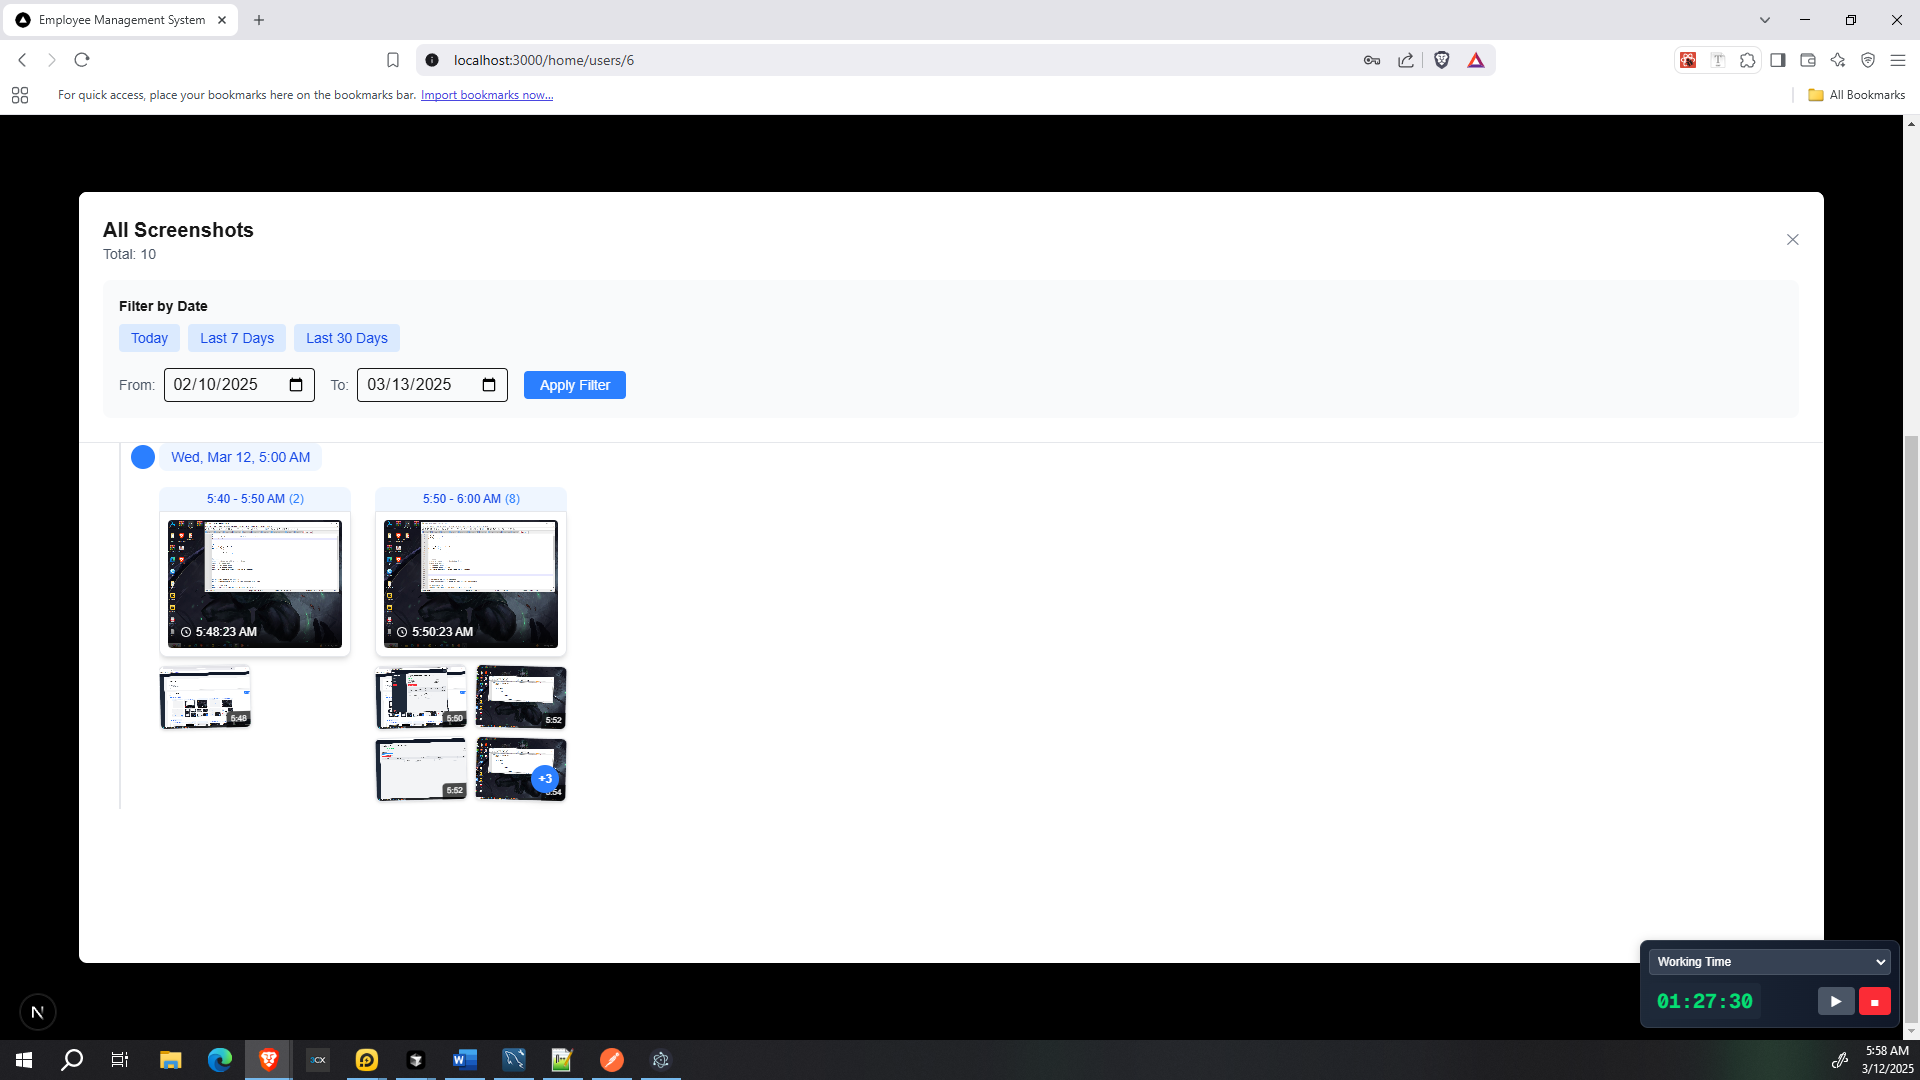 Employee Management System
localhost:3000/home/users/6
For quick access, place your bookmarks here on the bookmarks bar. Import bookmarks now...
All Bookmarks
All Screenshots
Total: 10
Filter by Date
Today
Last 7 Days
Last 30 Days
From:
02/10/2025
To:
03/13/2025
Apply Filter
Wed, Mar 12, 5:00 AM
5:40 - 5:50 AM (2)
5:50 - 6:00 AM (8)
5:48:23 AM
5:50:23 AM
5:48
5:50
5:52
5:52
+3
5:54
Working Time
01:27:30
N
3CX
W
5:58 AM
3/12/2025